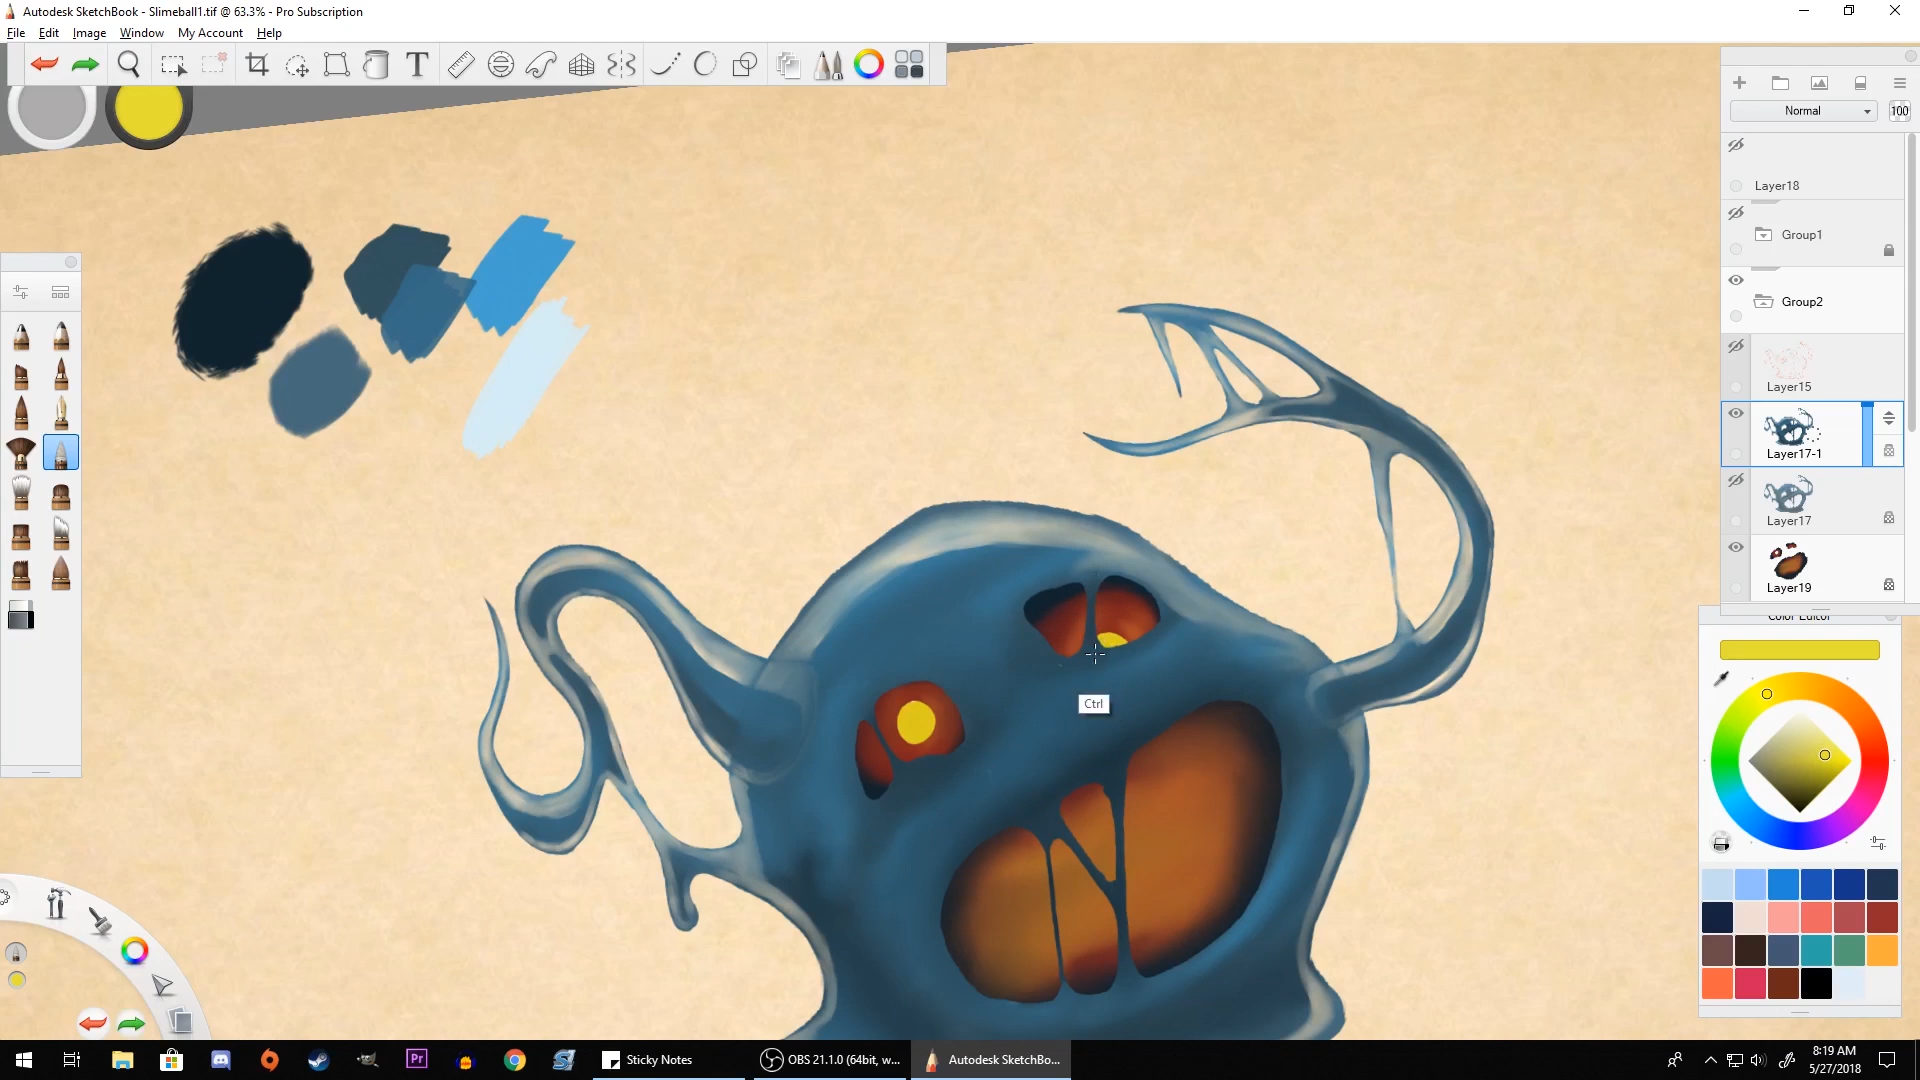 Autodesk SketchBook - Slimeball1.tif @ 63.3% - Pro Subscription
File Edit Image Window My Account Help
T
Normal 100
Layer18
Group1
Group2
Layer15
Layer17-1
Layer17
Layer19
Color Editor
Ctrl
Pr
Sticky Notes
OBS 21.1.0 (64bit, w...
Autodesk SketchBo...
8:19 AM
5/27/2018